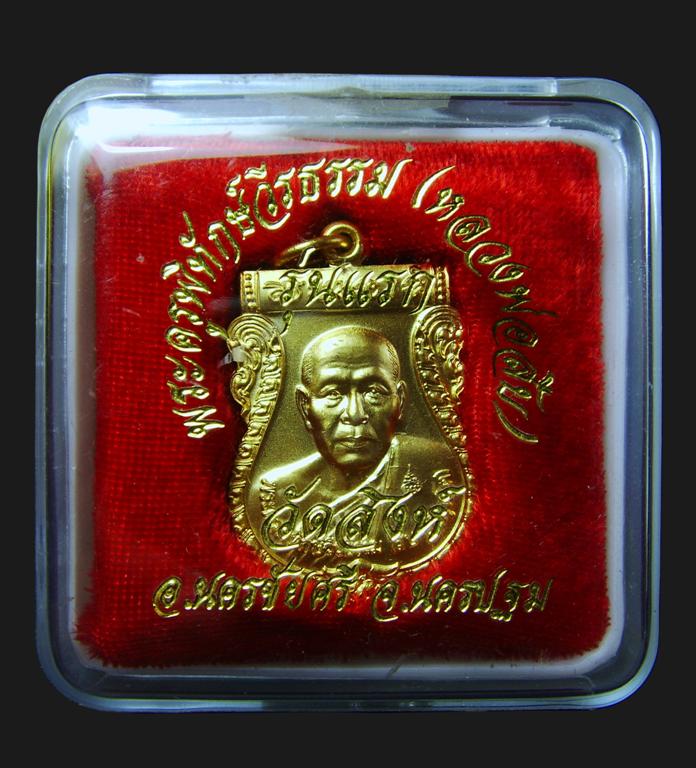 พระครูพิทักษ์วีรธรรม (หลวงพ่อสืบ)
รุ่นแรก
วัดสิงห์
อ.นครชัยศรี จ.นครปฐม